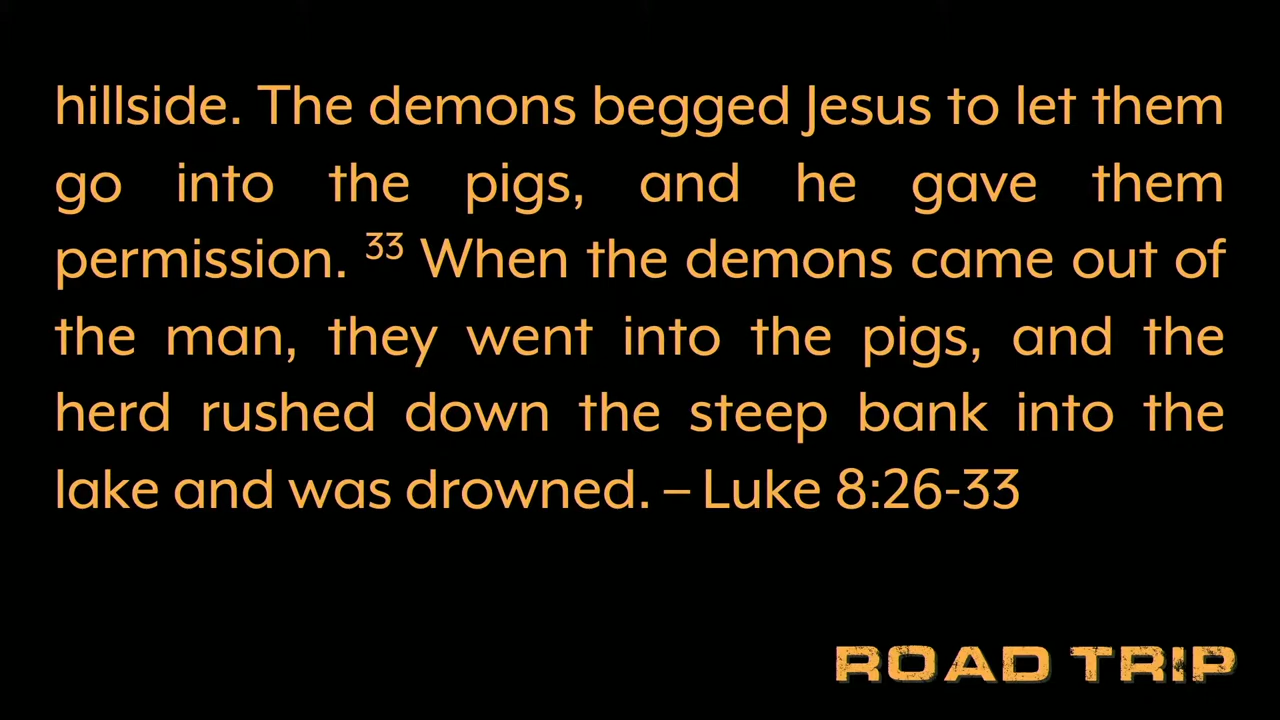 hillside. The demons begged Jesus to let them
go into the pigs, and he gave them
permission. ³³ When the demons came out of
the man, they went into the pigs, and the
herd rushed down the steep bank into the
lake and was drowned. – Luke 8:26-33
ROAD TRIP